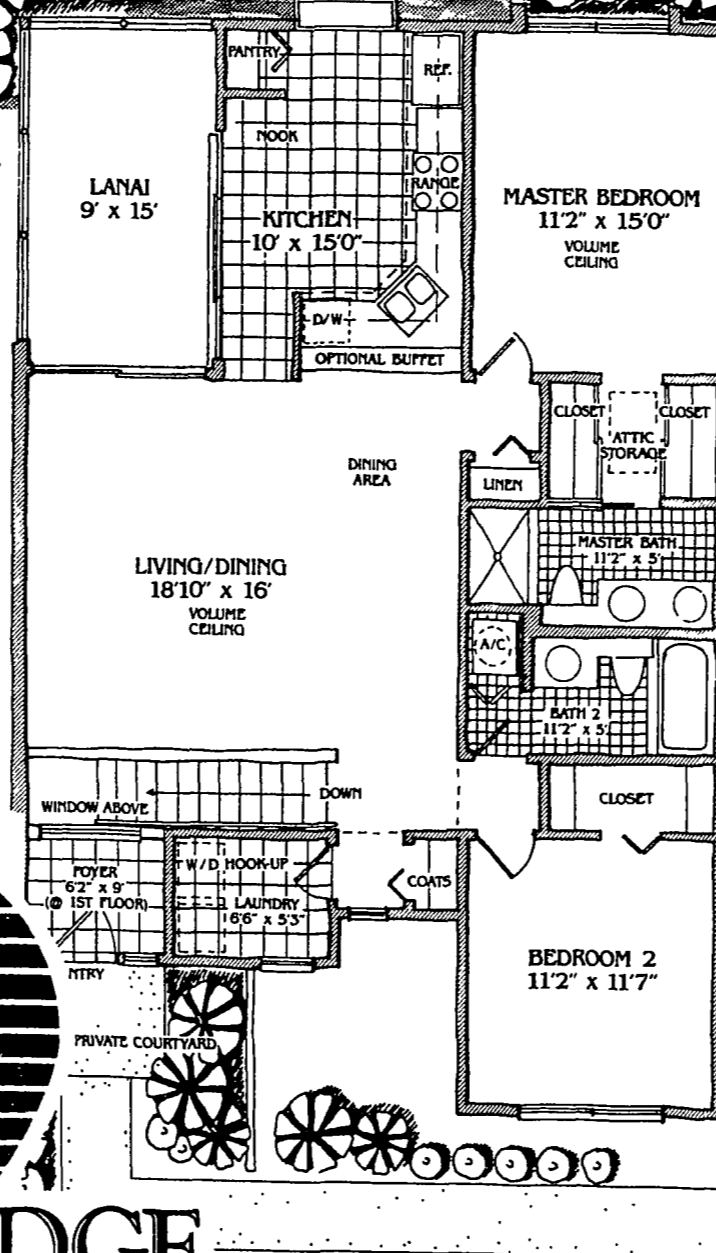 PANTRY
REF.
NOOK
RANGE
LANAI
9' x 15'
KITCHEN
10' x 15'0"
MASTER BEDROOM
11'2" x 15'0"
VOLUME
CEILING
D/W
OPTIONAL BUFFET
CLOSET
CLOSET
ATTIC
STORAGE
DINING
AREA
LINEN
MASTER BATH
11'2" x 5'
LIVING/DINING
18'10" x 16'
VOLUME
CEILING
A/C
BATH 2
11'2" x 5'
DOWN
WINDOW ABOVE
CLOSET
FOYER
6'2" x 9'
(@ 1ST FLOOR)
W/D HOOK-UP
LAUNDRY
6'6" x 5'3"
COATS
BEDROOM 2
11'2" x 11'7"
NTRY
PRIVATE COURTYARD
DGE